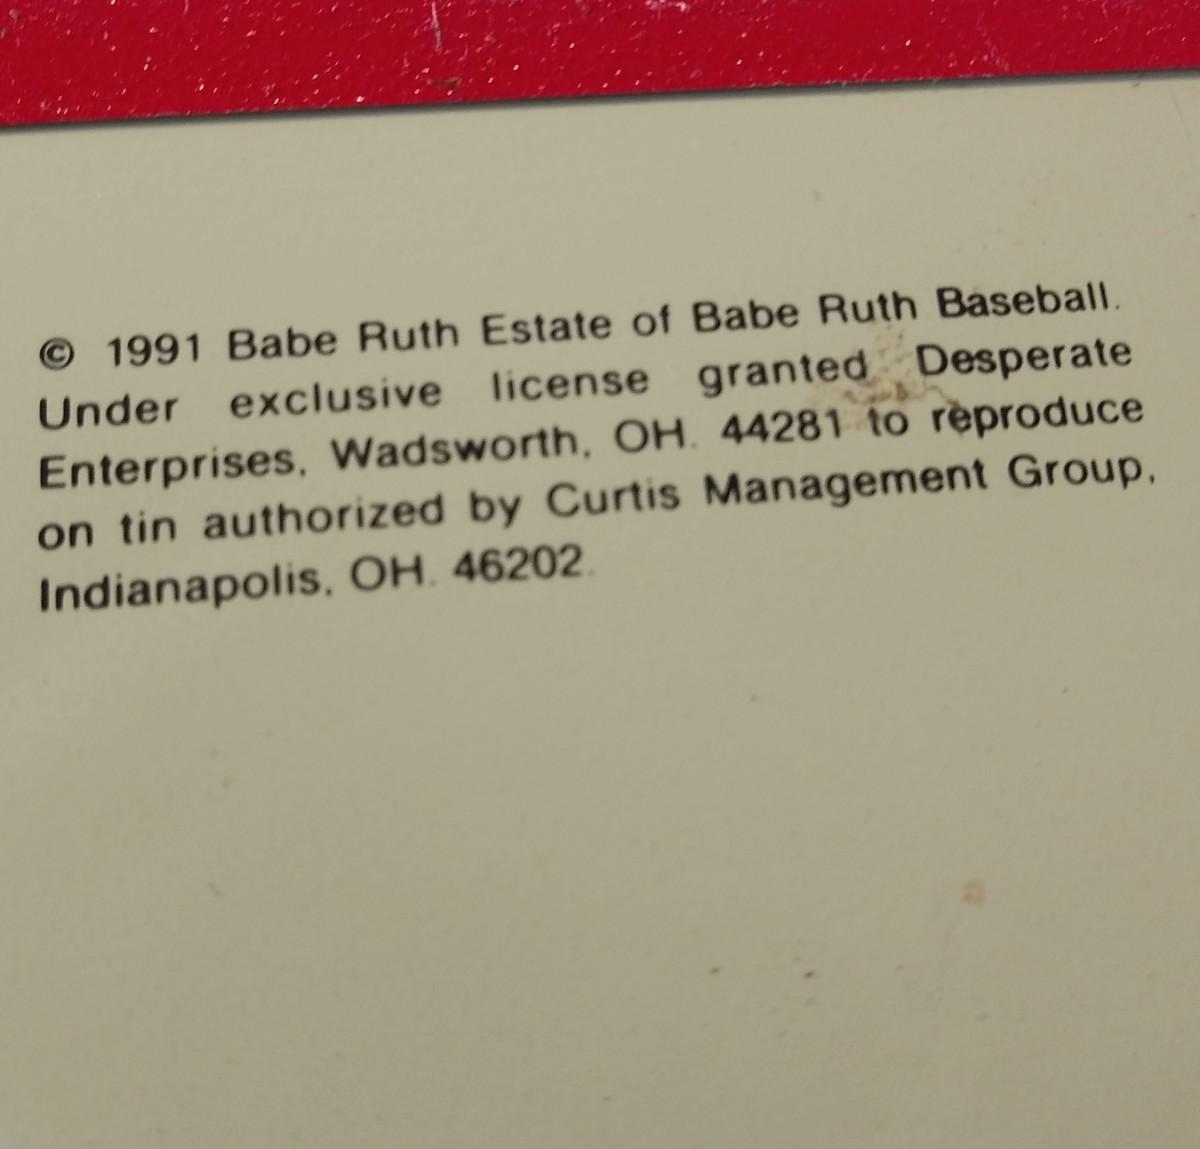 © 1991 Babe Ruth Estate of Babe Ruth Baseball.
Under exclusive license granted Desperate
Enterprises, Wadsworth, OH. 44281 to reproduce
on tin authorized by Curtis Management Group,
Indianapolis, OH. 46202.